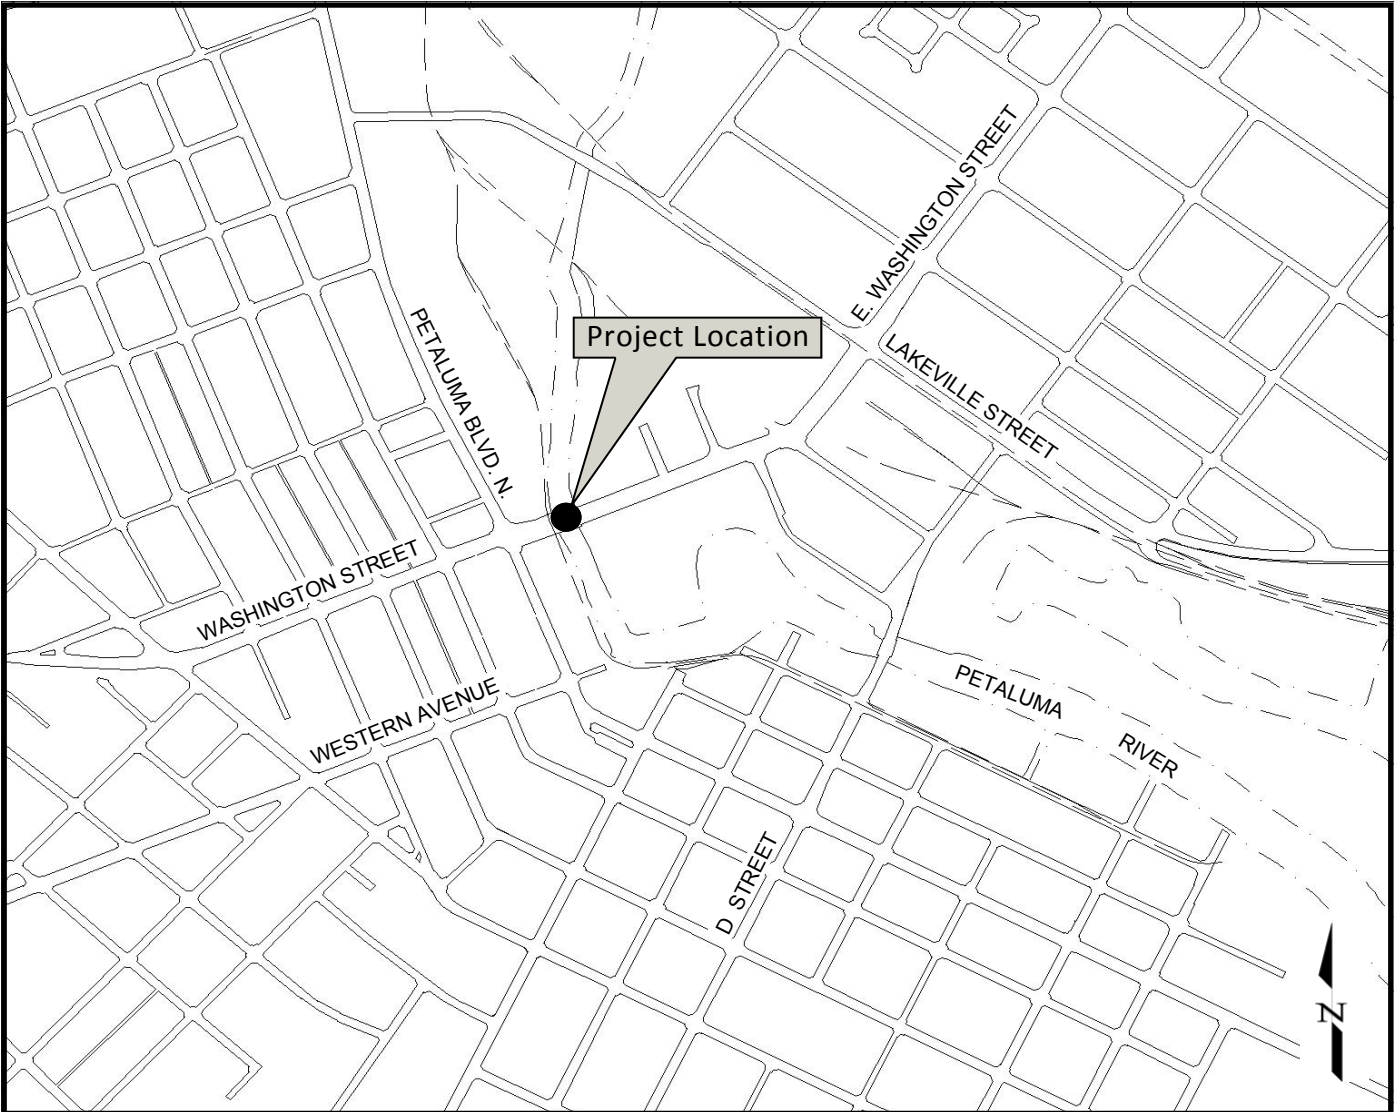 E. WASHINGTON STREET
PETALUMA BLVD. N.
Project Location
LAKEVILLE STREET
WASHINGTON STREET
WESTERN AVENUE
PETALUMA
RIVER
D STREET
N